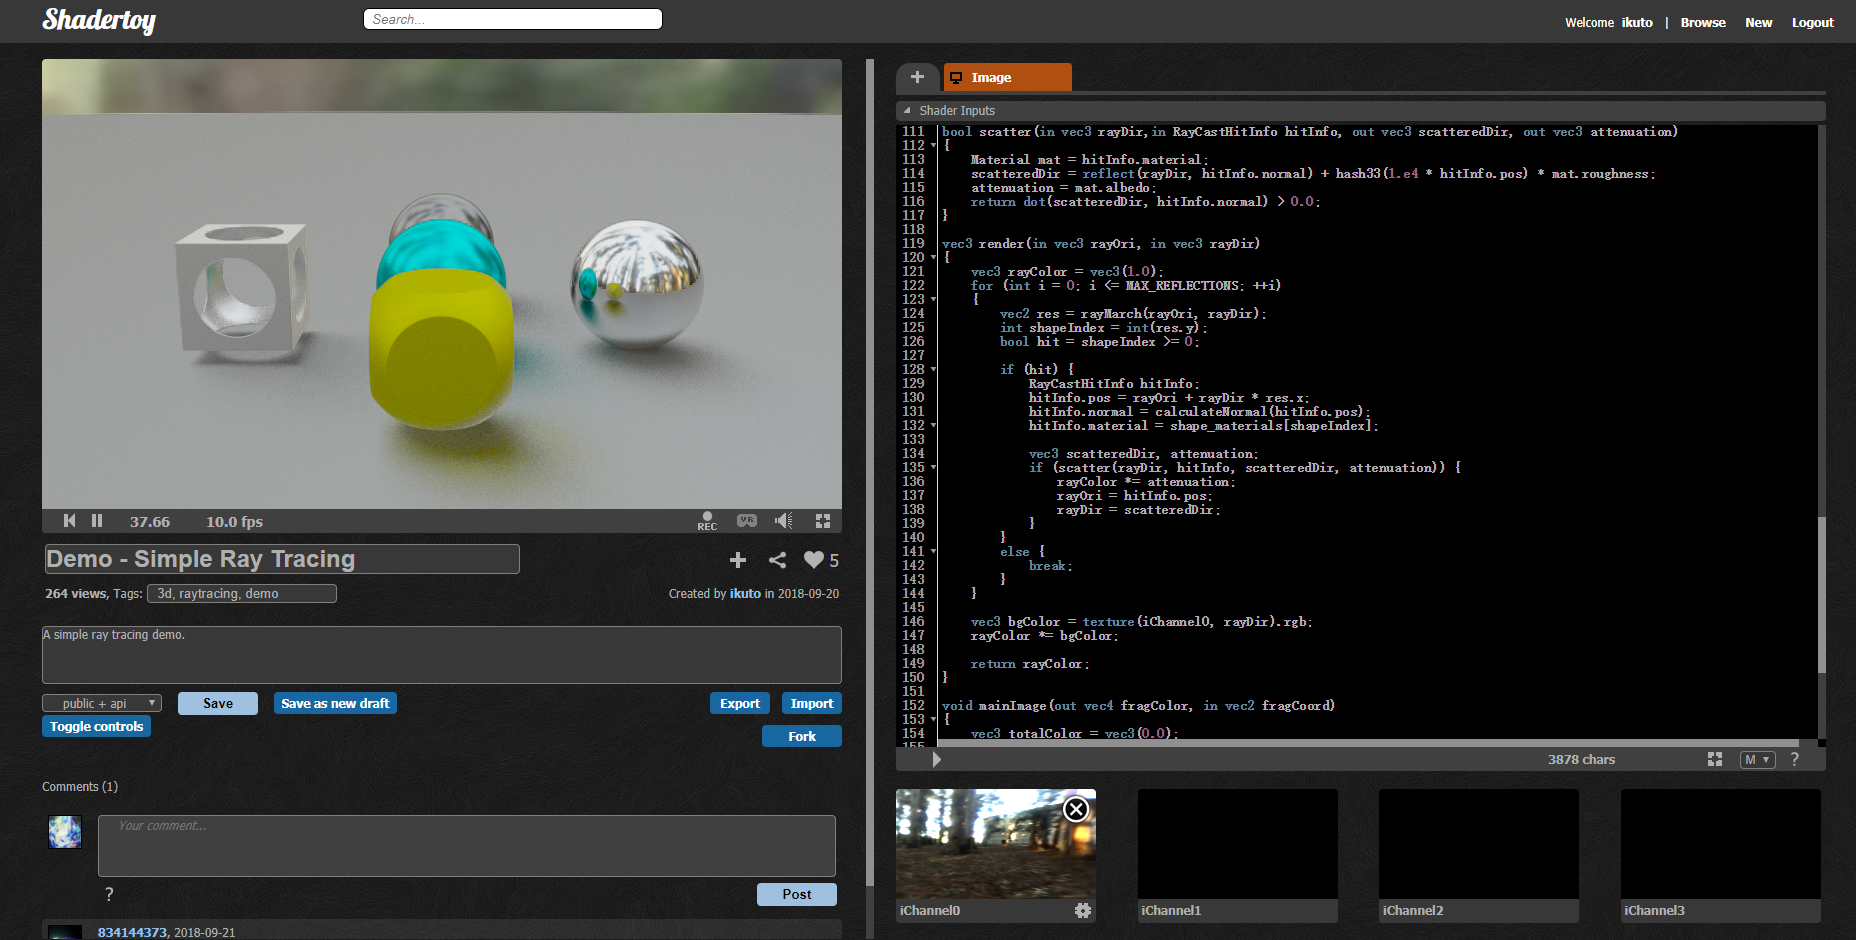 Shadertoy
Search...
Welcome ikuto | Browse New Logout
37.66 10.0 fps
REC
VR
Demo - Simple Ray Tracing
5
264 views, Tags: 3d, raytracing, demo
Created by ikuto in 2018-09-20
A simple ray tracing demo.
public + api ▼
Save
Save as new draft
Export
Import
Toggle controls
Fork
Comments (1)
Your comment...
?
Post
834144373, 2018-09-21
+
Image
Shader Inputs
111 bool scatter(in vec3 rayDir,in RayCastHitInfo hitInfo, out vec3 scatteredDir, out vec3 attenuation)
112 {
113     Material mat = hitInfo.material;
114     scatteredDir = reflect(rayDir, hitInfo.normal) + hash33(1.e4 * hitInfo.pos) * mat.roughness;
115     attenuation = mat.albedo;
116     return dot(scatteredDir, hitInfo.normal) > 0.0;
117 }
118
119 vec3 render(in vec3 rayOri, in vec3 rayDir)
120 {
121     vec3 rayColor = vec3(1.0);
122     for (int i = 0; i <= MAX_REFLECTIONS; ++i)
123     {
124         vec2 res = rayMarch(rayOri, rayDir);
125         int shapeIndex = int(res.y);
126         bool hit = shapeIndex >= 0;
127
128         if (hit) {
129             RayCastHitInfo hitInfo;
130             hitInfo.pos = rayOri + rayDir * res.x;
131             hitInfo.normal = calculateNormal(hitInfo.pos);
132             hitInfo.material = shape_materials[shapeIndex];
133
134             vec3 scatteredDir, attenuation;
135             if (scatter(rayDir, hitInfo, scatteredDir, attenuation)) {
136                 rayColor *= attenuation;
137                 rayOri = hitInfo.pos;
138                 rayDir = scatteredDir;
139             }
140         }
141         else {
142             break;
143         }
144     }
145
146     vec3 bgColor = texture(iChannel0, rayDir).rgb;
147     rayColor *= bgColor;
148
149     return rayColor;
150 }
151
152 void mainImage(out vec4 fragColor, in vec2 fragCoord)
153 {
154     vec3 totalColor = vec3(0.0);
155
3878 chars
M ▼
?
iChannel0
iChannel1
iChannel2
iChannel3